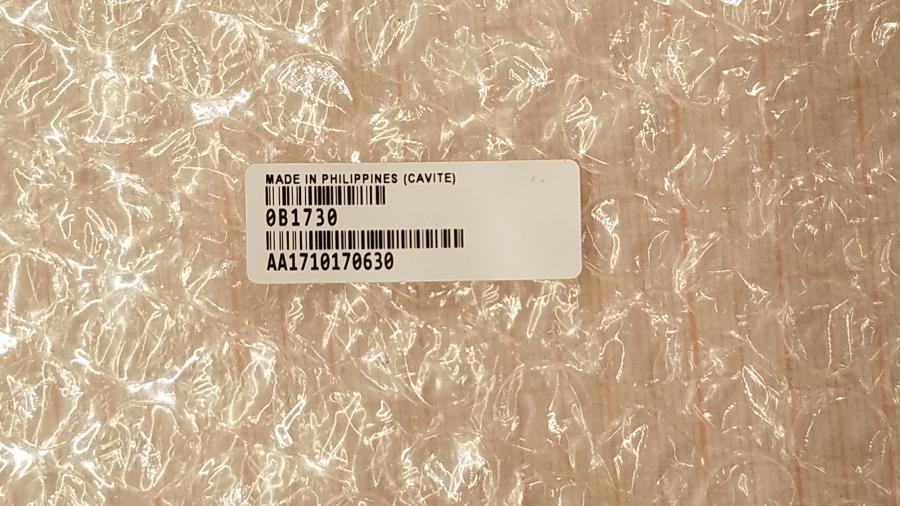 MADE IN PHILIPPINES (CAVITE)
0B1730
AA1710170630